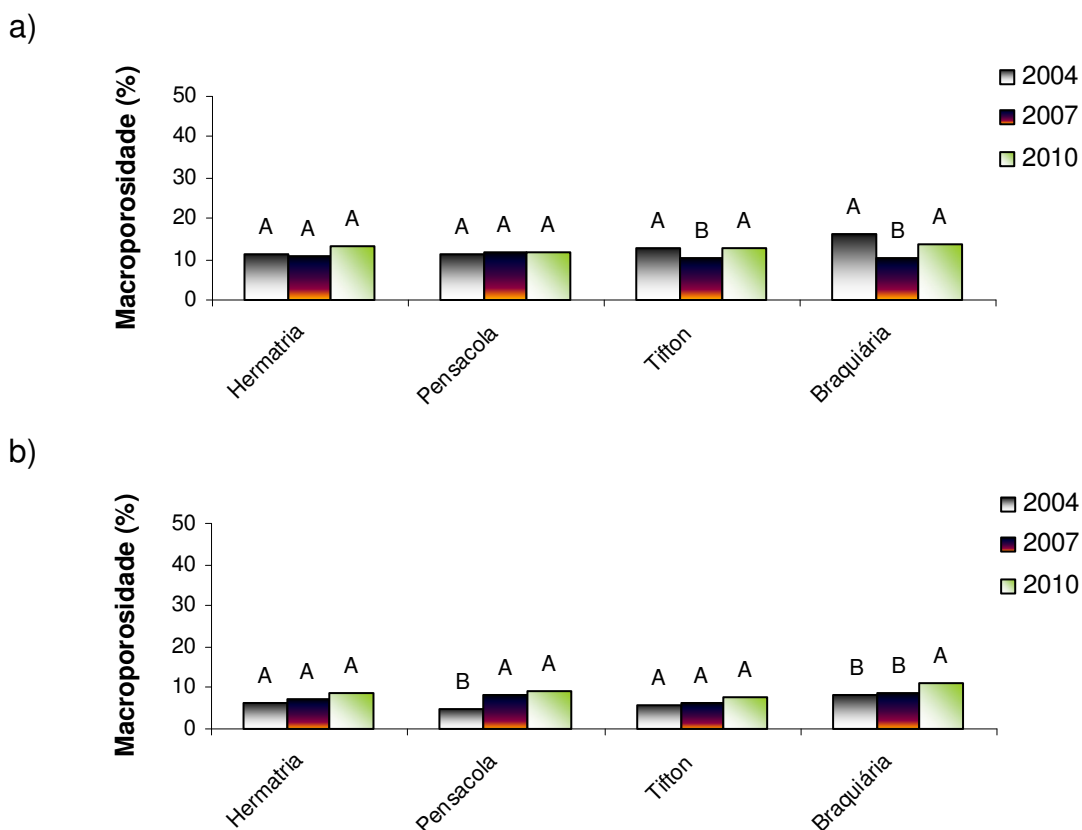 a)
Macroporosidade (%)
50
40
30
20
10
0
A A A
A A A
A B A
A B A
Hermatria
Pensacola
Tifton
Braquiária
2004
2007
2010
b)
Macroporosidade (%)
50
40
30
20
10
0
A A A
B A A
A A A
B B A
Hermatria
Pensacola
Tifton
Braquiária
2004
2007
2010